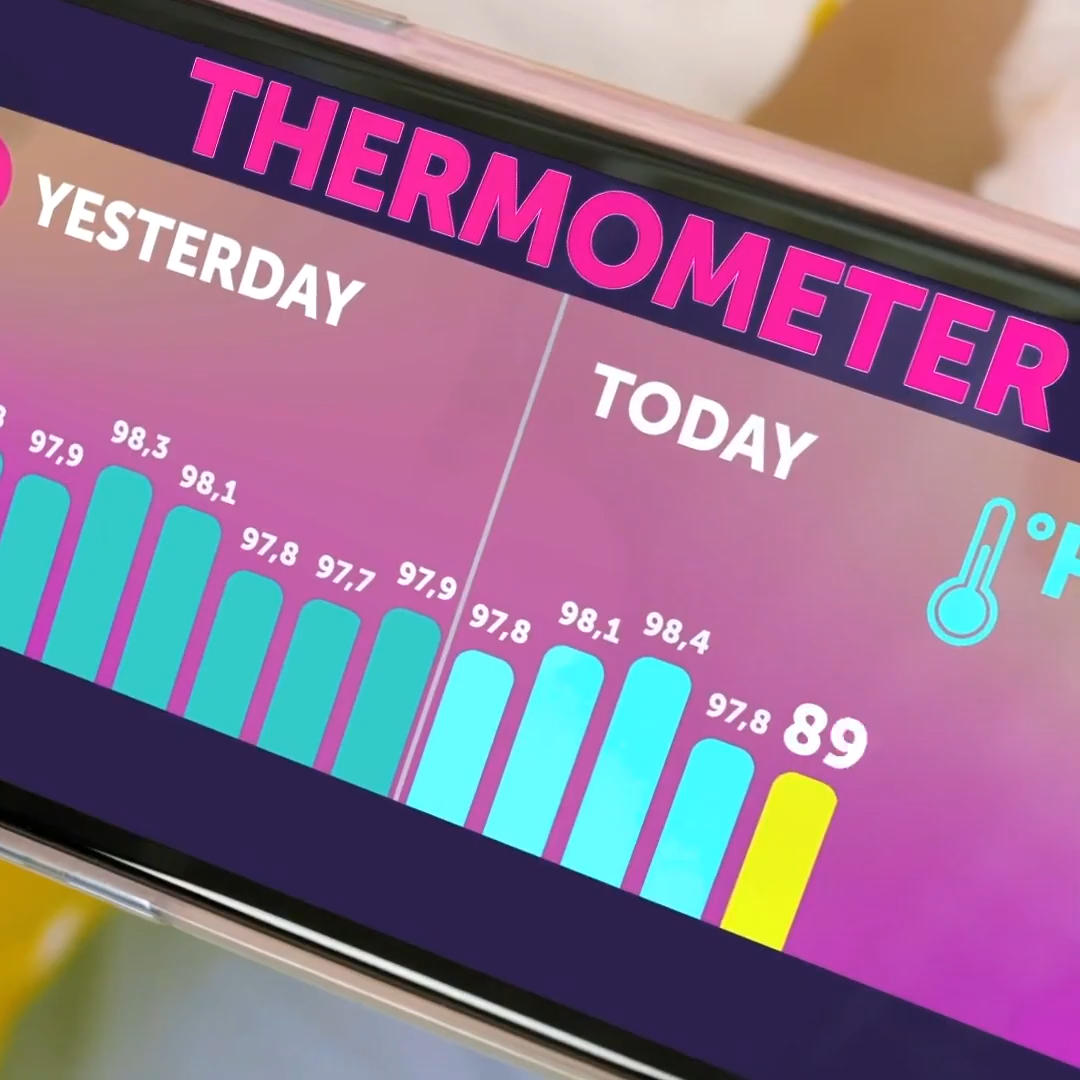 THERMOMETER
YESTERDAY
TODAY
97,9
98,3
98,1
97,8
97,7
97,9
97,8
98,1
98,4
97,8
89
°F